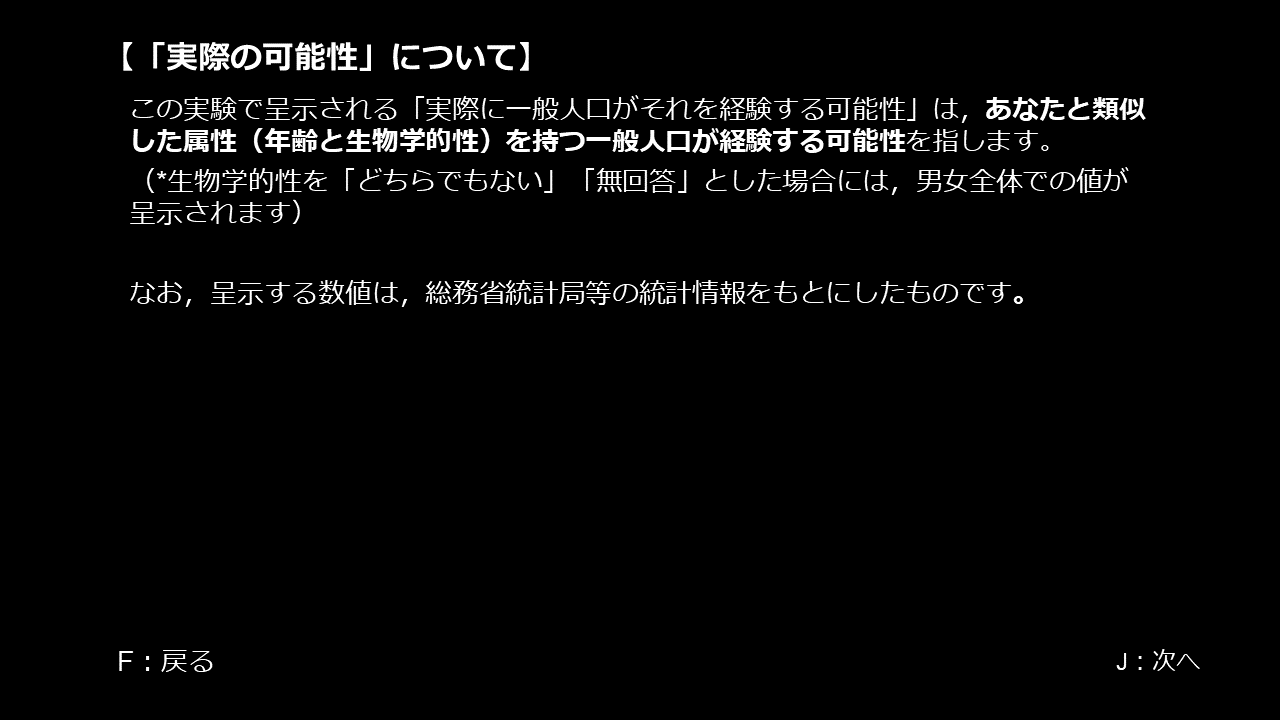 【「実際の可能性」について】
この実験で呈示される「実際に一般人口がそれを経験する可能性」は，あなたと類似
した属性（年齢と生物学的性）を持つ一般人口が経験する可能性を指します。
（*生物学的性を「どちらでもない」「無回答」とした場合には，男女全体での値が
呈示されます）
なお，呈示する数値は，総務省統計局等の統計情報をもとにしたものです。
F：戻る
J：次へ